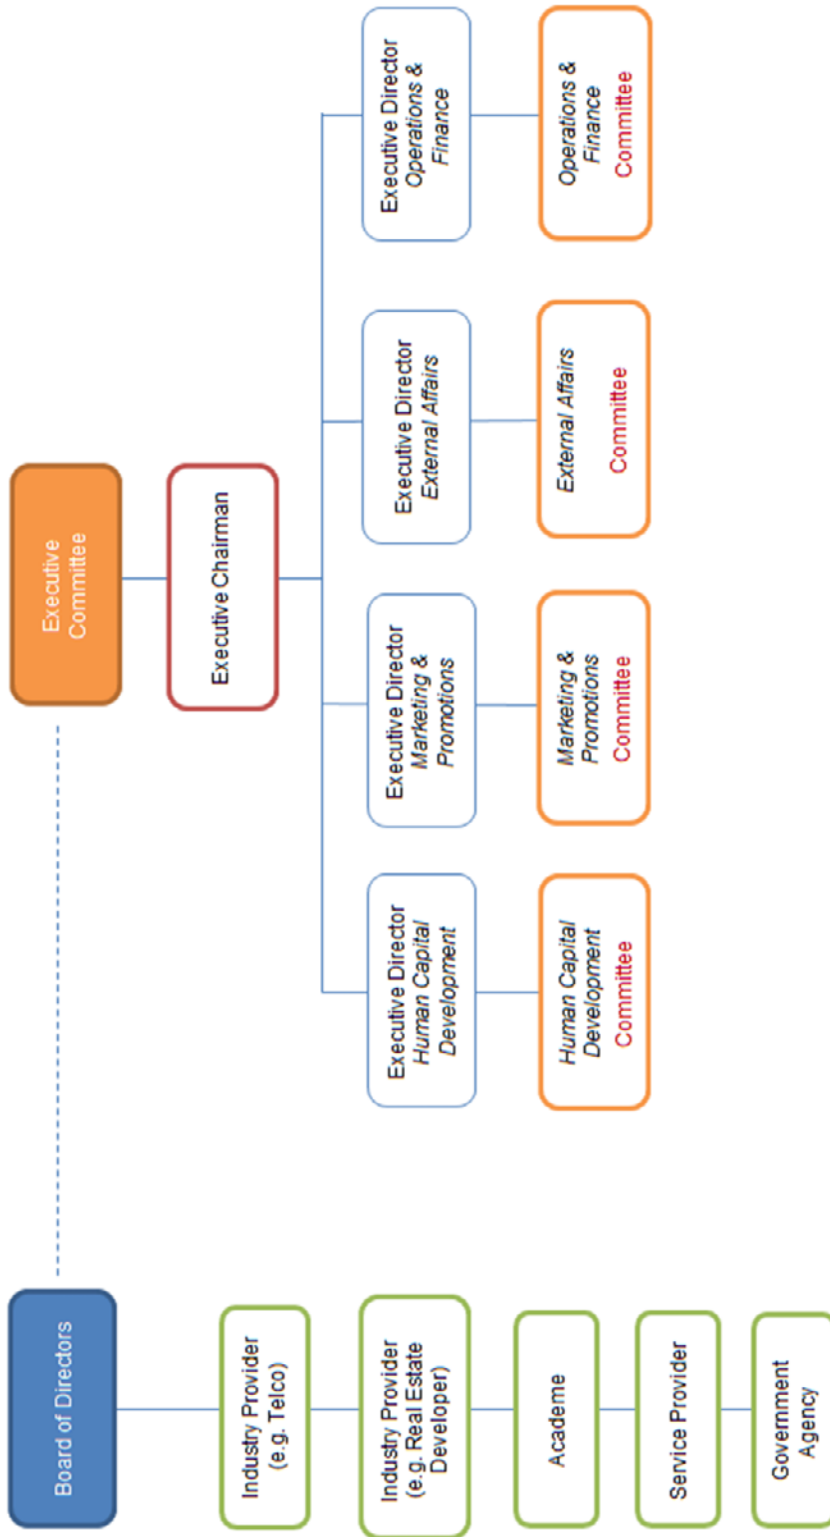 Board of Directors
Industry Provider
(e.g. Telco)
Industry Provider
(e.g. Real Estate
Developer)
Academe
Service Provider
Government
Agency
Executive
Committee
Executive Chairman
Executive Director
Human Capital
Development
Executive Director
Marketing &
Promotions
Executive Director
External Affairs
Executive Director
Operations &
Finance
Human Capital
Development
Committee
Marketing &
Promotions
Committee
External Affairs
Committee
Operations &
Finance
Committee